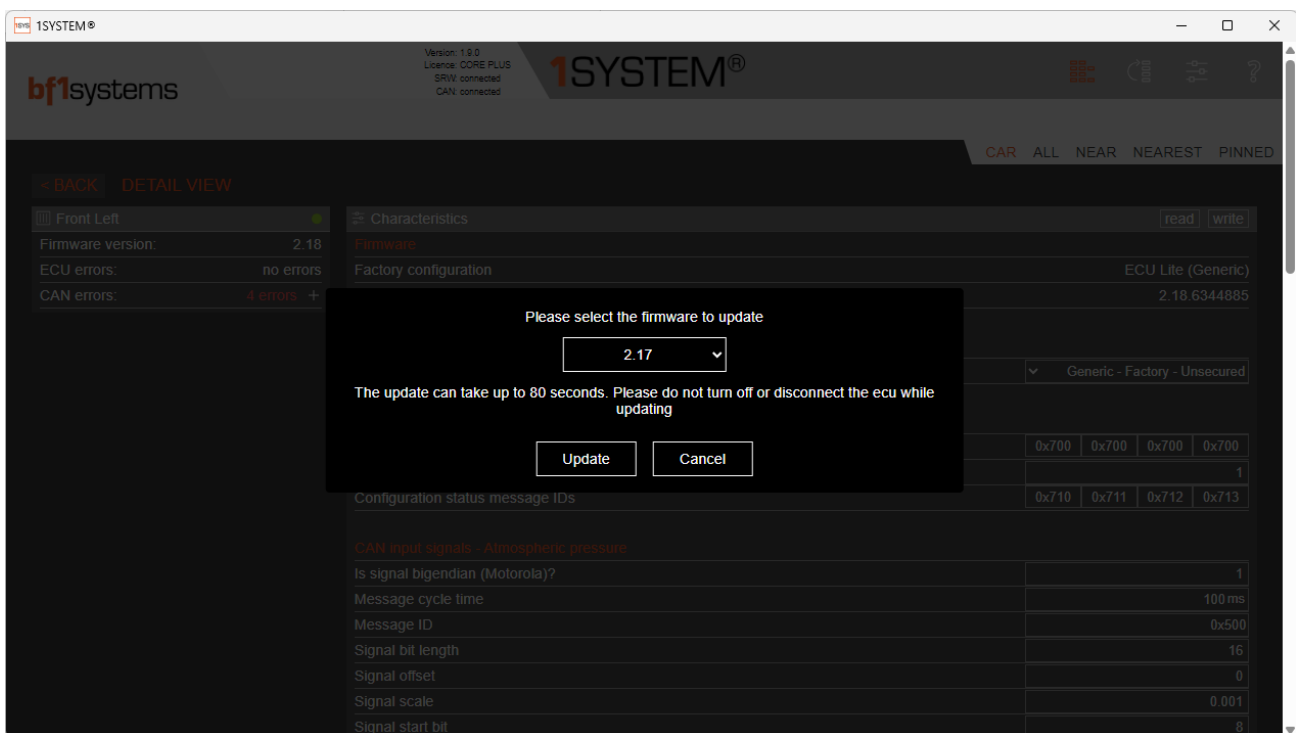 1SYS 1SYSTEM®
bf1systems
Version: 1.9.0
Licence: CORE PLUS
SRW: connected
CAN: connected
1SYSTEM®
?
CAR ALL NEAR NEAREST PINNED
< BACK DETAIL VIEW
Front Left
Firmware version: 2.18
ECU errors: no errors
CAN errors: 4 errors +
Characteristics read write
Firmware
Factory configuration ECU Lite (Generic)
2.18.6344885
Generic - Factory - Unsecured
0x700 0x700 0x700 0x700
1
Please select the firmware to update
2.17
The update can take up to 80 seconds. Please do not turn off or disconnect the ecu while
updating
Update Cancel
Configuration status message IDs 0x710 0x711 0x712 0x713
CAN input signals - Atmospheric pressure
Is signal bigendian (Motorola)? 1
Message cycle time 100 ms
Message ID 0x500
Signal bit length 16
Signal offset 0
Signal scale 0.001
Signal start bit 8